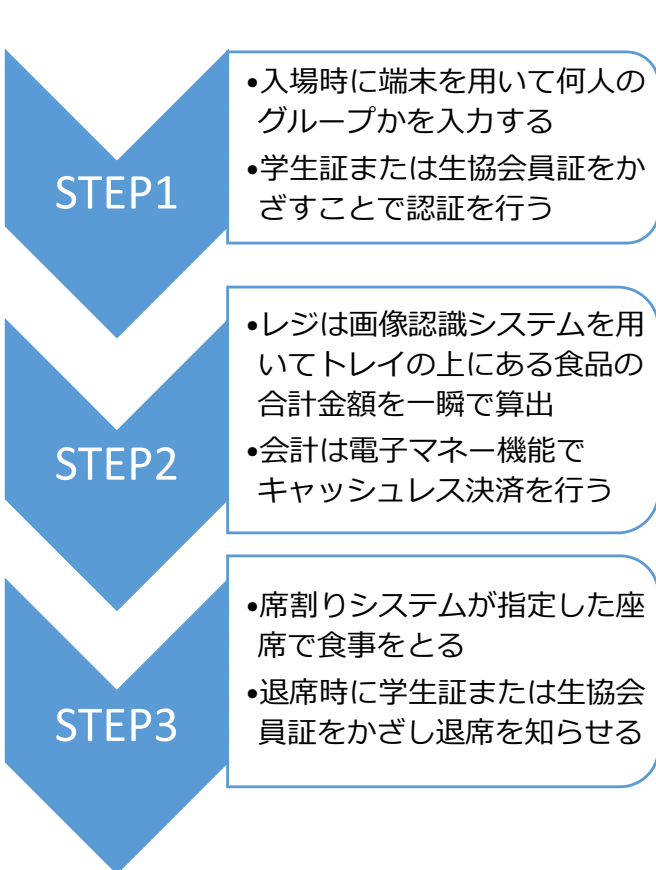 STEP1
•入場時に端末を用いて何人の
グループかを入力する
•学生証または生協会員証をか
ざすことで認証を行う
STEP2
•レジは画像認識システムを用
いてトレイの上にある食品の
合計金額を一瞬で算出
•会計は電子マネー機能で
キャッシュレス決済を行う
STEP3
•席割りシステムが指定した座
席で食事をとる
•退席時に学生証または生協会
員証をかざし退席を知らせる